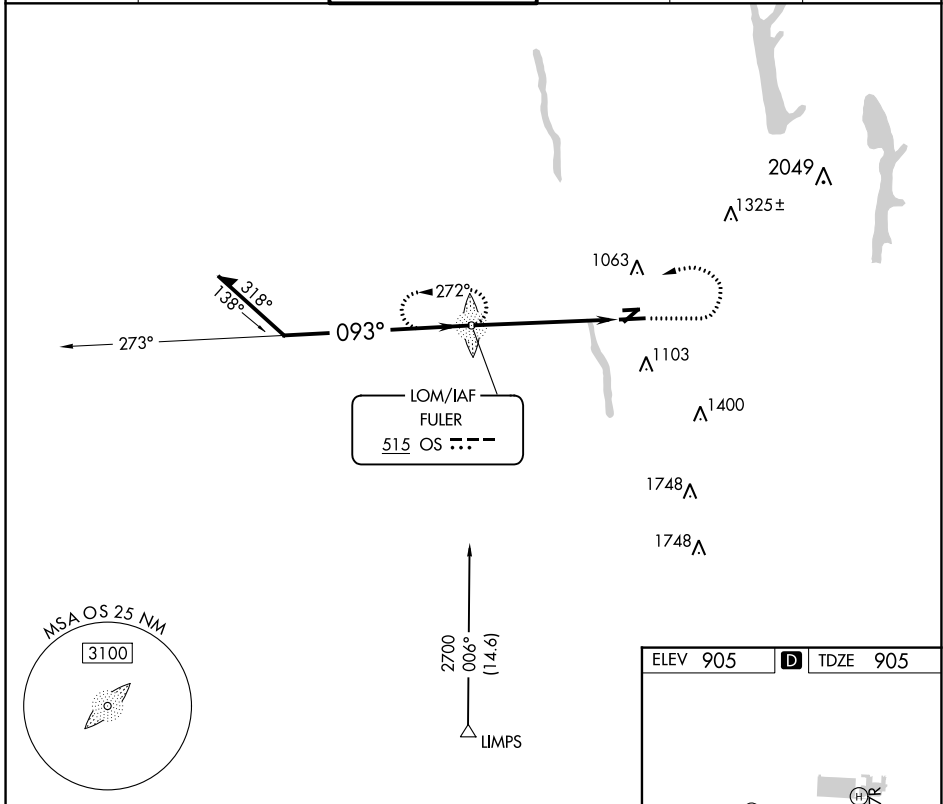 2049
1325±
1063
272°
318°
138°
093°
273°
1103
LOM/IAF
FULER
515 OS
1400
1748
1748
MSA OS 25 NM
3100
2700
006°
(14.6)
LIMPS
ELEV 905 D TDZE 905
H
7R